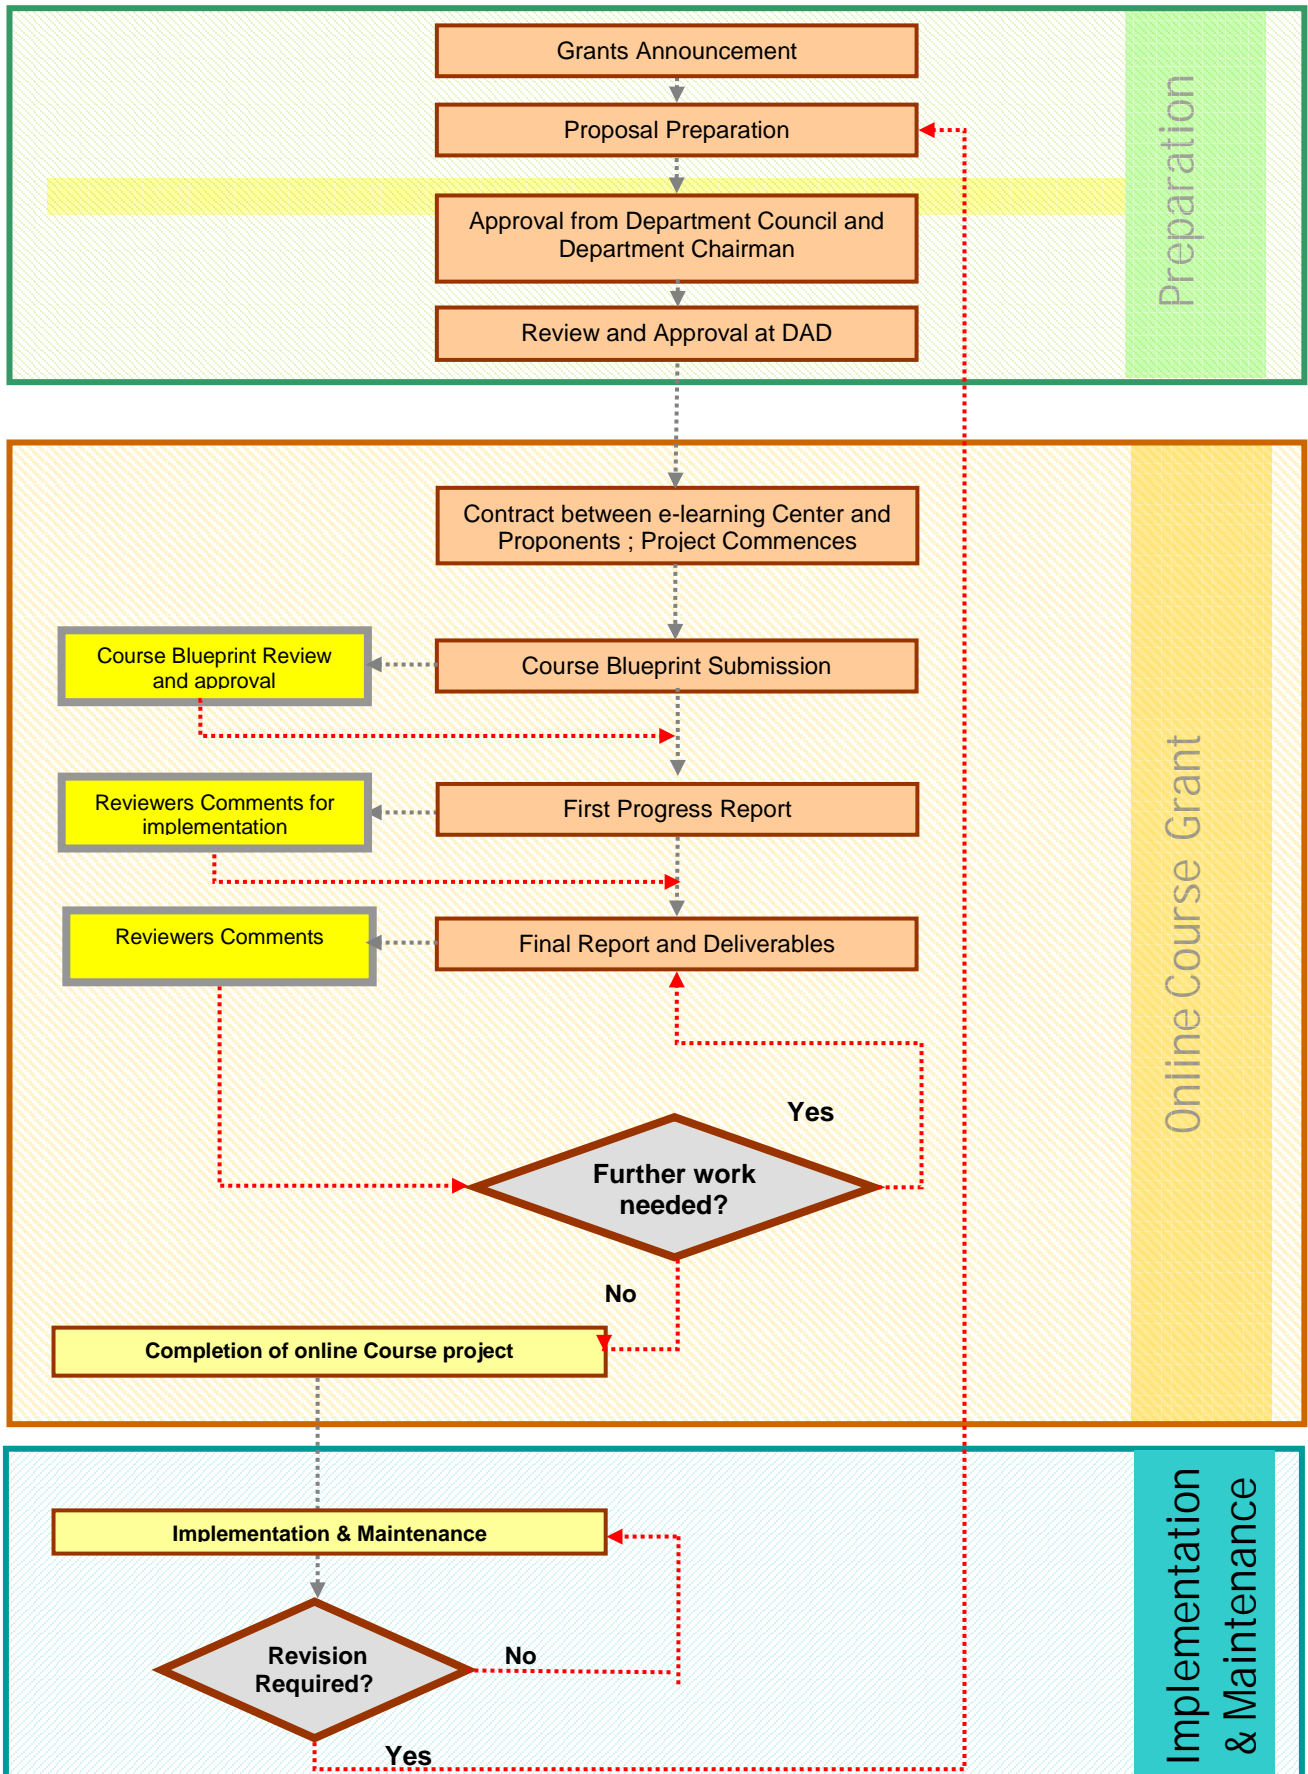 Grants Announcement
Proposal Preparation
Approval from Department Council and
Department Chairman
Review and Approval at DAD
Preparation
Contract between e-learning Center and
Proponents ; Project Commences
Course Blueprint Review
and approval
Course Blueprint Submission
Reviewers Comments for
implementation
First Progress Report
Reviewers Comments
Final Report and Deliverables
Online Course Grant
Yes
Further work
needed?
No
Completion of online Course project
Implementation & Maintenance
Revision
Required?
No
Yes
Implementation
& Maintenance